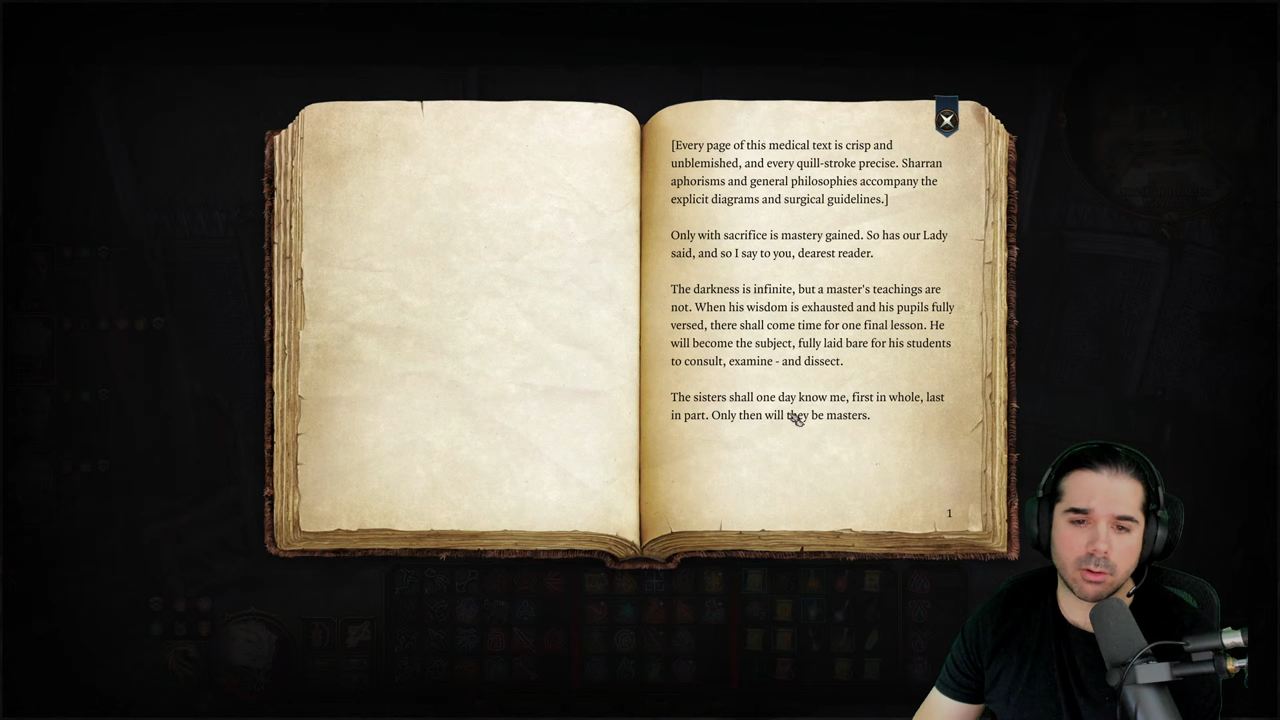 [Every page of this medical text is crisp and
unblemished, and every quill-stroke precise. Sharran
aphorisms and general philosophies accompany the
explicit diagrams and surgical guidelines.]
Only with sacrifice is mastery gained. So has our Lady
said, and so I say to you, dearest reader.
The darkness is infinite, but a master's teachings are
not. When his wisdom is exhausted and his pupils fully
versed, there shall come time for one final lesson. He
will become the subject, fully laid bare for his students
to consult, examine - and dissect.
The sisters shall one day know me, first in whole, last
in part. Only then will they be masters.
1